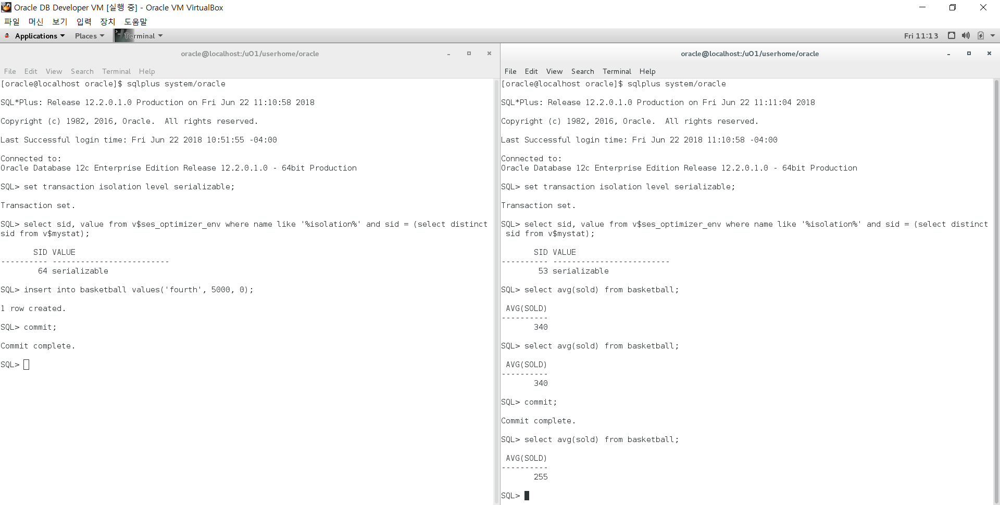 Oracle DB Developer VM [실행 중] - Oracle VM VirtualBox
파일 머신 보기 입력 장치 도움말
Applications Places Terminal Fri 11:13
oracle@localhost:/u01/userhome/oracle
File Edit View Search Terminal Help
[oracle@localhost oracle]$ sqlplus system/oracle
SQL*Plus: Release 12.2.0.1.0 Production on Fri Jun 22 11:10:58 2018
Copyright (c) 1982, 2016, Oracle.  All rights reserved.
Last Successful login time: Fri Jun 22 2018 10:51:55 -04:00
Connected to:
Oracle Database 12c Enterprise Edition Release 12.2.0.1.0 - 64bit Production
SQL> set transaction isolation level serializable;
Transaction set.
SQL> select sid, value from v$ses_optimizer_env where name like '%isolation%' and sid = (select distinct
sid from v$mystat);
SID VALUE
---------- -------------------------
64 serializable
SQL> insert into basketball values('fourth', 5000, 0);
1 row created.
SQL> commit;
Commit complete.
SQL>
oracle@localhost:/u01/userhome/oracle
File Edit View Search Terminal Help
[oracle@localhost oracle]$ sqlplus system/oracle
SQL*Plus: Release 12.2.0.1.0 Production on Fri Jun 22 11:11:04 2018
Copyright (c) 1982, 2016, Oracle.  All rights reserved.
Last Successful login time: Fri Jun 22 2018 11:10:58 -04:00
Connected to:
Oracle Database 12c Enterprise Edition Release 12.2.0.1.0 - 64bit Production
SQL> set transaction isolation level serializable;
Transaction set.
SQL> select sid, value from v$ses_optimizer_env where name like '%isolation%' and sid = (select distinct
sid from v$mystat);
SID VALUE
---------- -------------------------
53 serializable
SQL> select avg(sold) from basketball;
AVG(SOLD)
----------
340
SQL> select avg(sold) from basketball;
AVG(SOLD)
----------
340
SQL> commit;
Commit complete.
SQL> select avg(sold) from basketball;
AVG(SOLD)
----------
255
SQL>